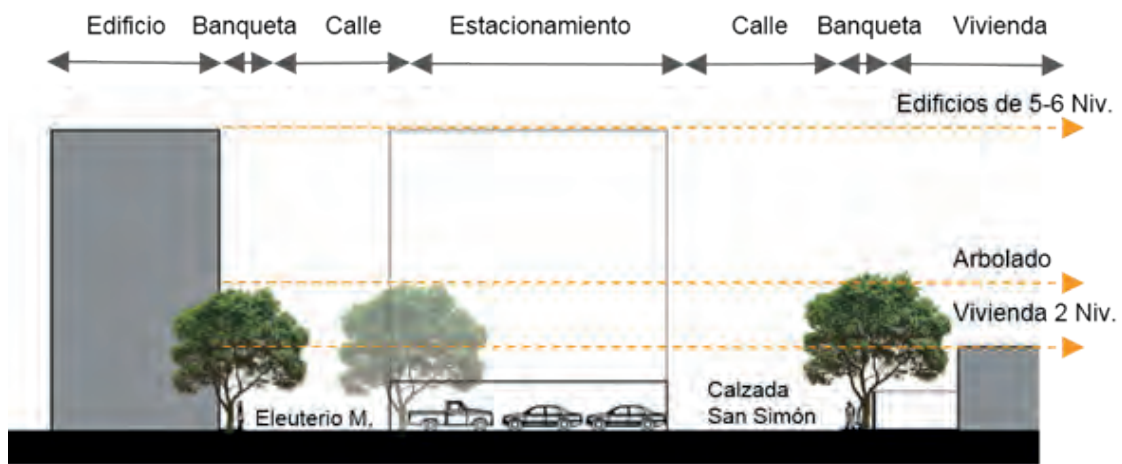 Edificio Banqueta Calle Estacionamiento Calle Banqueta Vivienda
Edificios de 5-6 Niv.
Arbolado
Vivienda 2 Niv.
Eleuterio M.
Calzada
San Simón